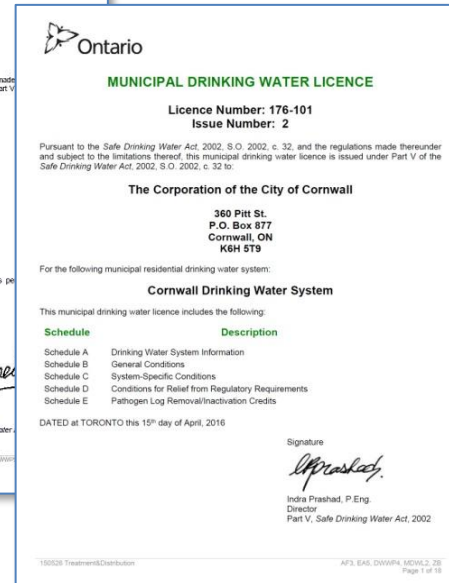 Ontario
MUNICIPAL DRINKING WATER LICENCE
Licence Number: 176-101
Issue Number: 2
Pursuant to the Safe Drinking Water Act, 2002, S.O. 2002, c. 32, and the regulations made thereunder
and subject to the limitations thereof, this municipal drinking water licence is issued under Part V of the
Safe Drinking Water Act, 2002, S.O. 2002, c. 32 to:
The Corporation of the City of Cornwall
360 Pitt St.
P.O. Box 877
Cornwall, ON
K6H 5T9
For the following municipal residential drinking water system:
Cornwall Drinking Water System
This municipal drinking water licence includes the following:
Schedule Description
Schedule A Drinking Water System Information
Schedule B General Conditions
Schedule C System-Specific Conditions
Schedule D Conditions for Relief from Regulatory Requirements
Schedule E Pathogen Log Removal/Inactivation Credits
DATED at TORONTO this 15th day of April, 2016
Signature
Indra Prashad, P.Eng.
Director
Part V, Safe Drinking Water Act, 2002
150526 Treatment&Distribution AF3, EA5, DWWP4, MDWL2, ZB
Page 1 of 18